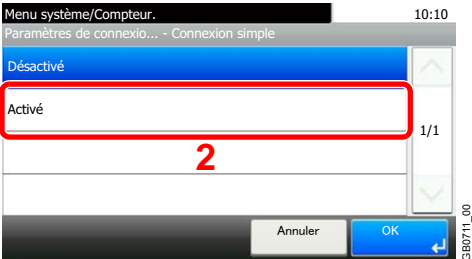 Menu système/Compteur.
10:10
Paramètres de connexio... - Connexion simple
Désactivé
Activé
1/1
2
Annuler
OK
GB0711_00